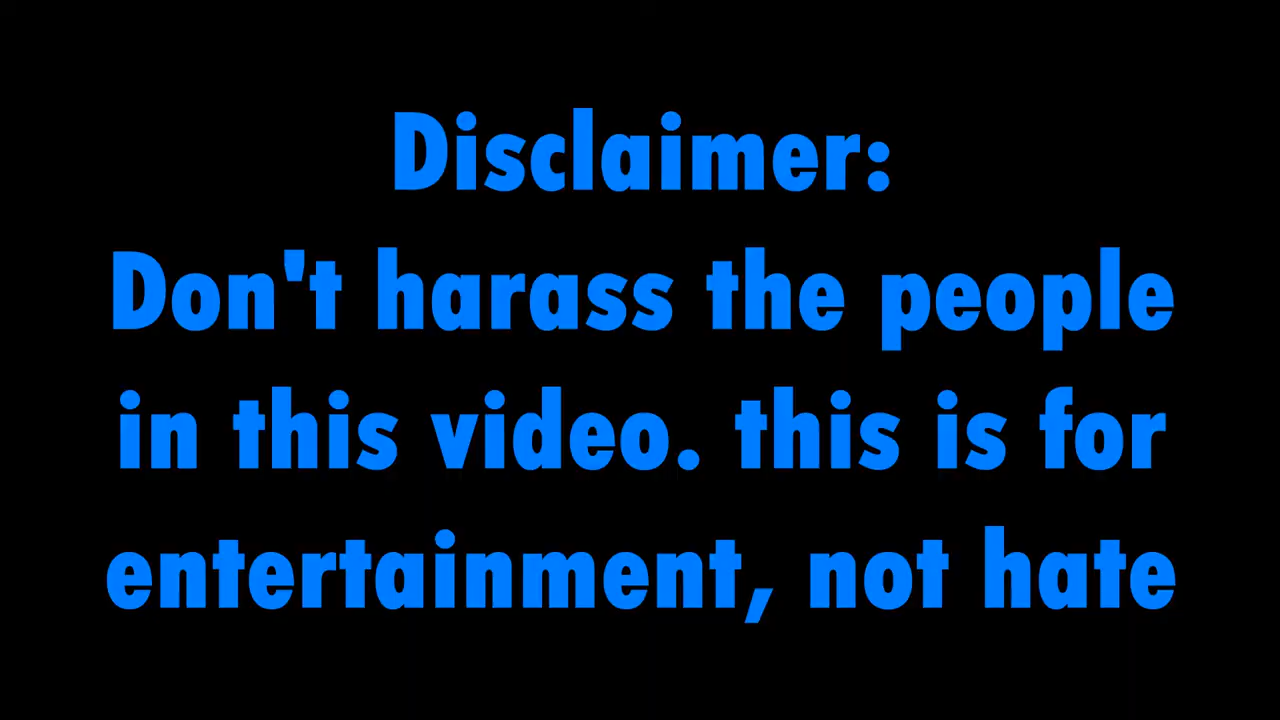 Disclaimer:
Don't harass the people
in this video. this is for
entertainment, not hate